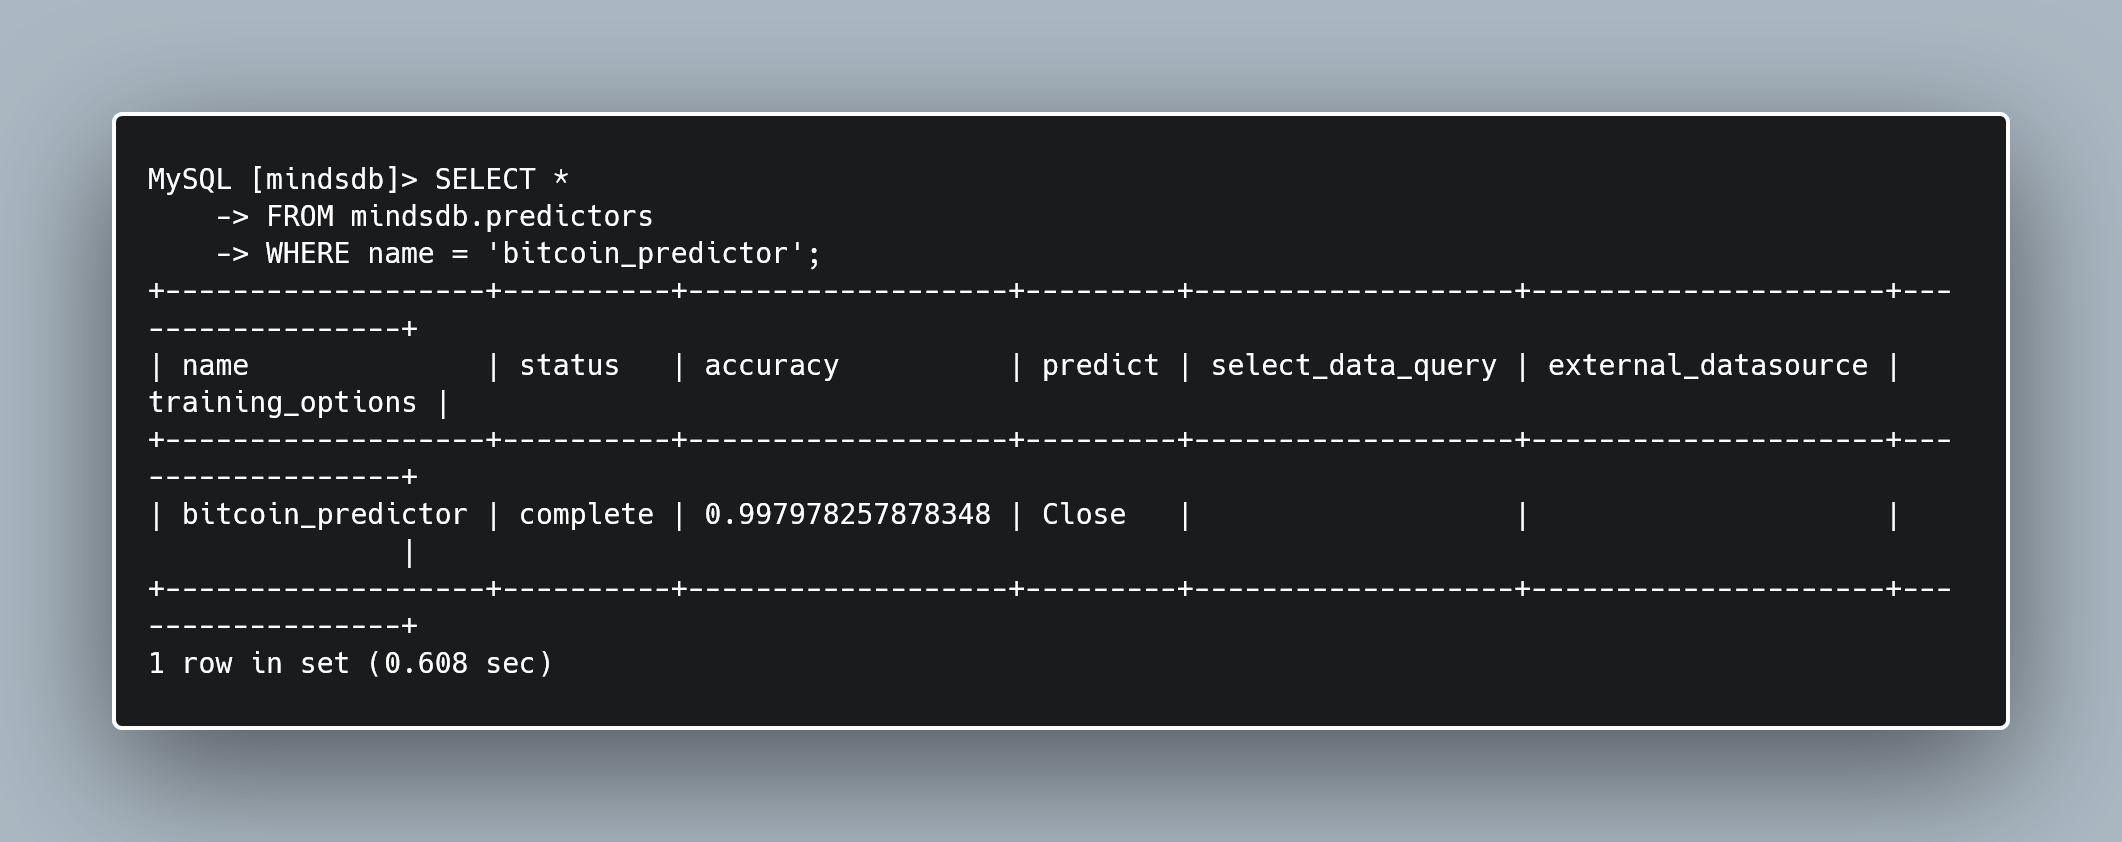 MySQL [mindsdb]> SELECT *
    -> FROM mindsdb.predictors
    -> WHERE name = 'bitcoin_predictor';
+-------------------+----------+-------------------+---------+-------------------+---------------------+---
---------------+
| name              | status   | accuracy          | predict | select_data_query | external_datasource |
training_options |
+-------------------+----------+-------------------+---------+-------------------+---------------------+---
---------------+
| bitcoin_predictor | complete | 0.997978257878348 | Close   |                   |                     |
               |
+-------------------+----------+-------------------+---------+-------------------+---------------------+---
---------------+
1 row in set (0.608 sec)